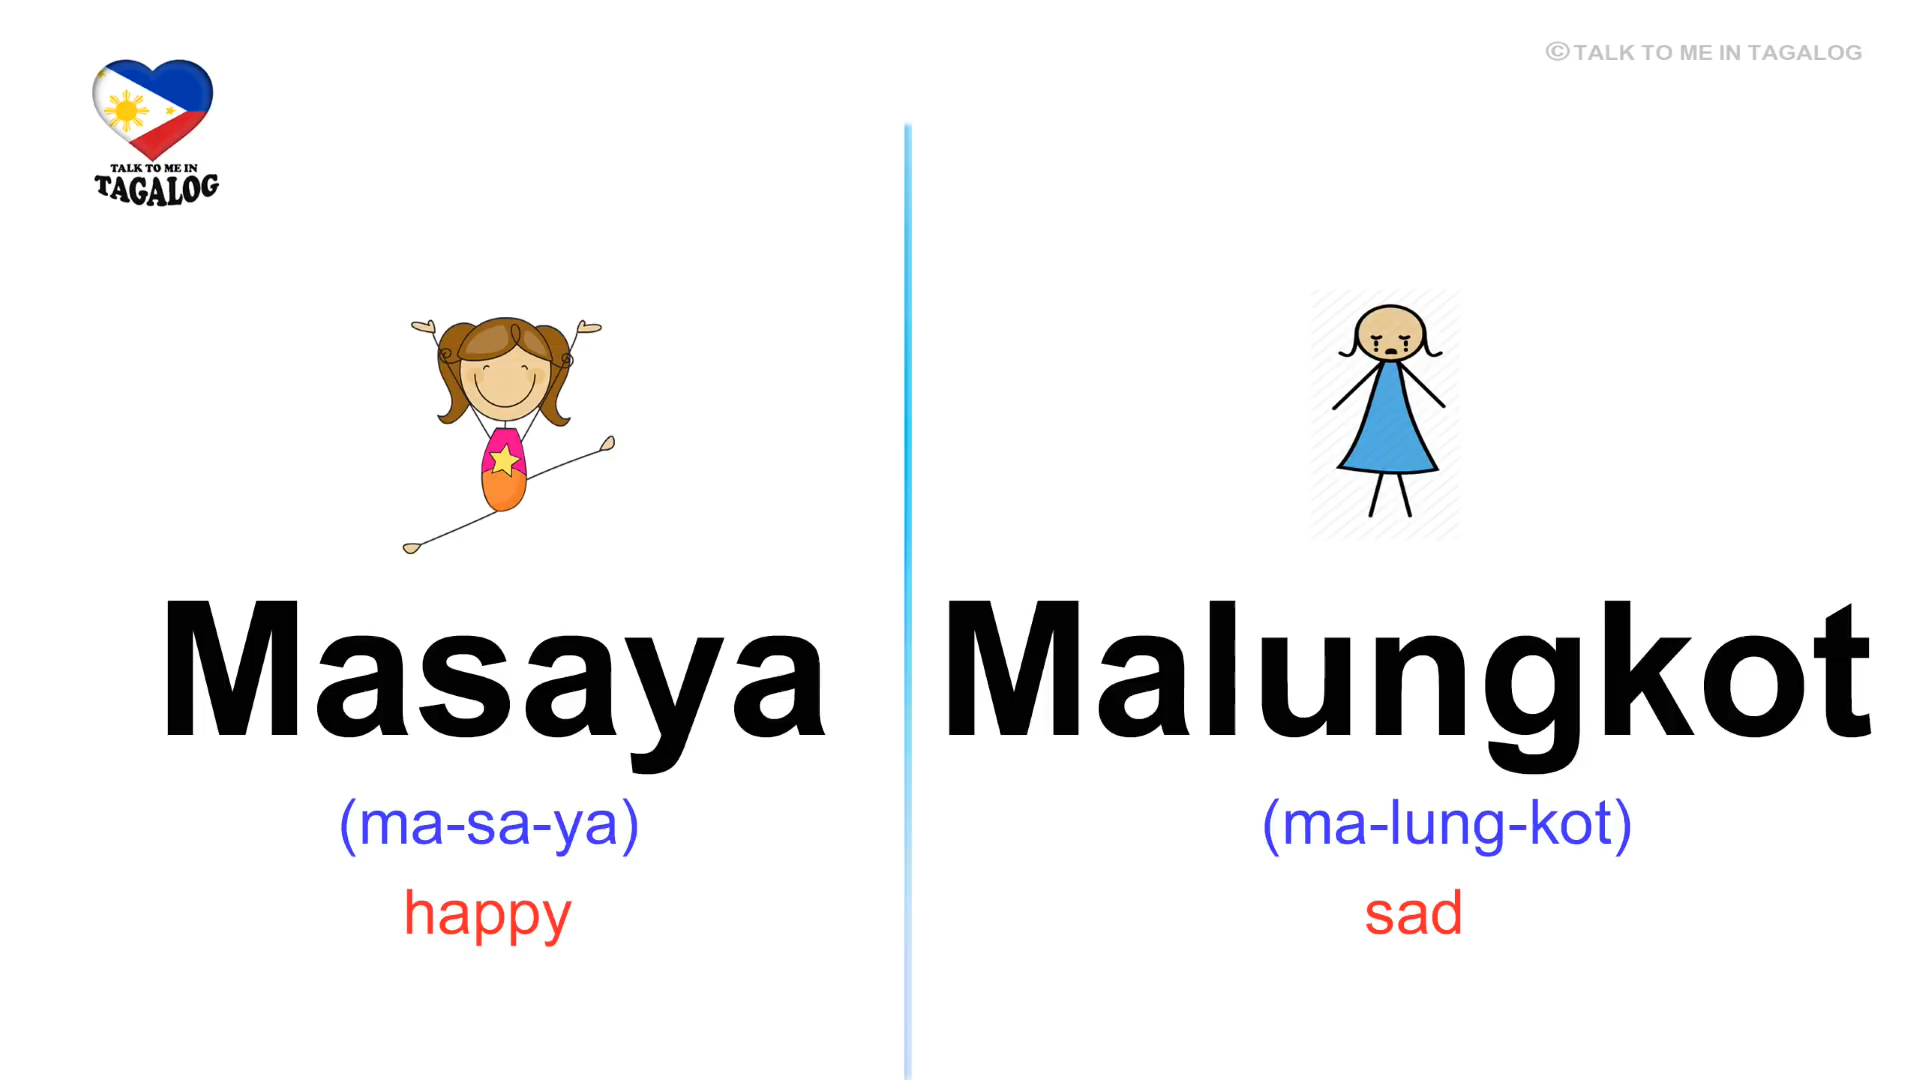 ©TALK TO ME IN TAGALOG
TALK TO ME IN
TAGALOG
Masaya
(ma-sa-ya)
happy
Malungkot
(ma-lung-kot)
sad